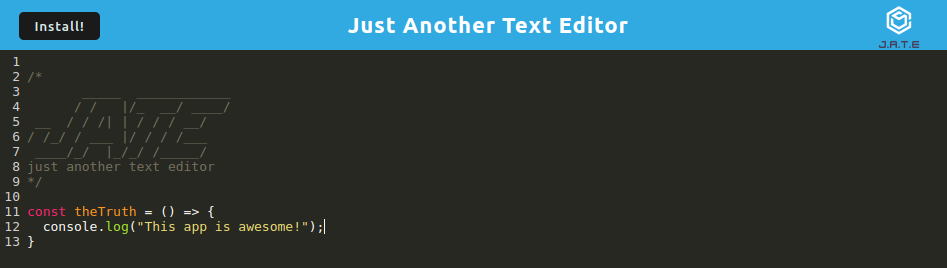 Install!
Just Another Text Editor
J.A.T.E
1
2 /*
3        _____  ____________
4       / /   |/_  __/ ____/
5  __  / / /| | / / / __/
6 / /_/ / ___ |/ / / /___
7  ____/_/  |_/_/ /_____/
8 just another text editor
9 */
10
11 const theTruth = () => {
12   console.log("This app is awesome!");
13 }